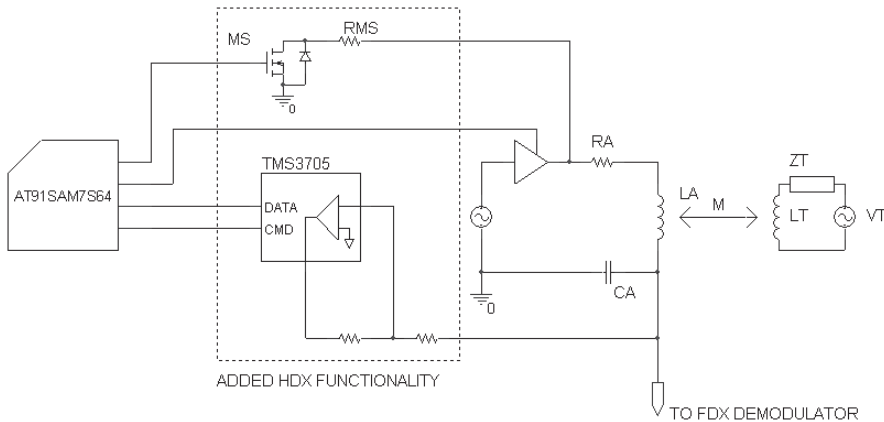 MS
RMS
0
TMS3705
RA
ZT
AT91SAM7S64
DATA
CMD
LA
M
LT
VT
CA
0
ADDED HDX FUNCTIONALITY
TO FDX DEMODULATOR